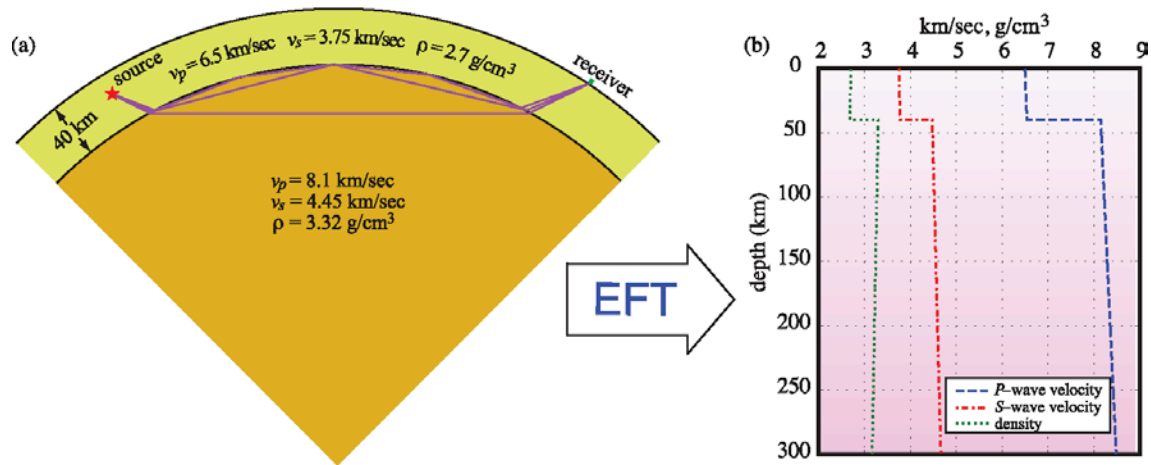 (a)
source
vp = 6.5 km/sec vs = 3.75 km/sec ρ = 2.7 g/cm³
receiver
40 km
vp = 8.1 km/sec
vs = 4.45 km/sec
ρ = 3.32 g/cm³
EFT
(b)
km/sec, g/cm³
2 3 4 5 6 7 8 9
depth (km)
0
50
100
150
200
250
300
P–wave velocity
S–wave velocity
density